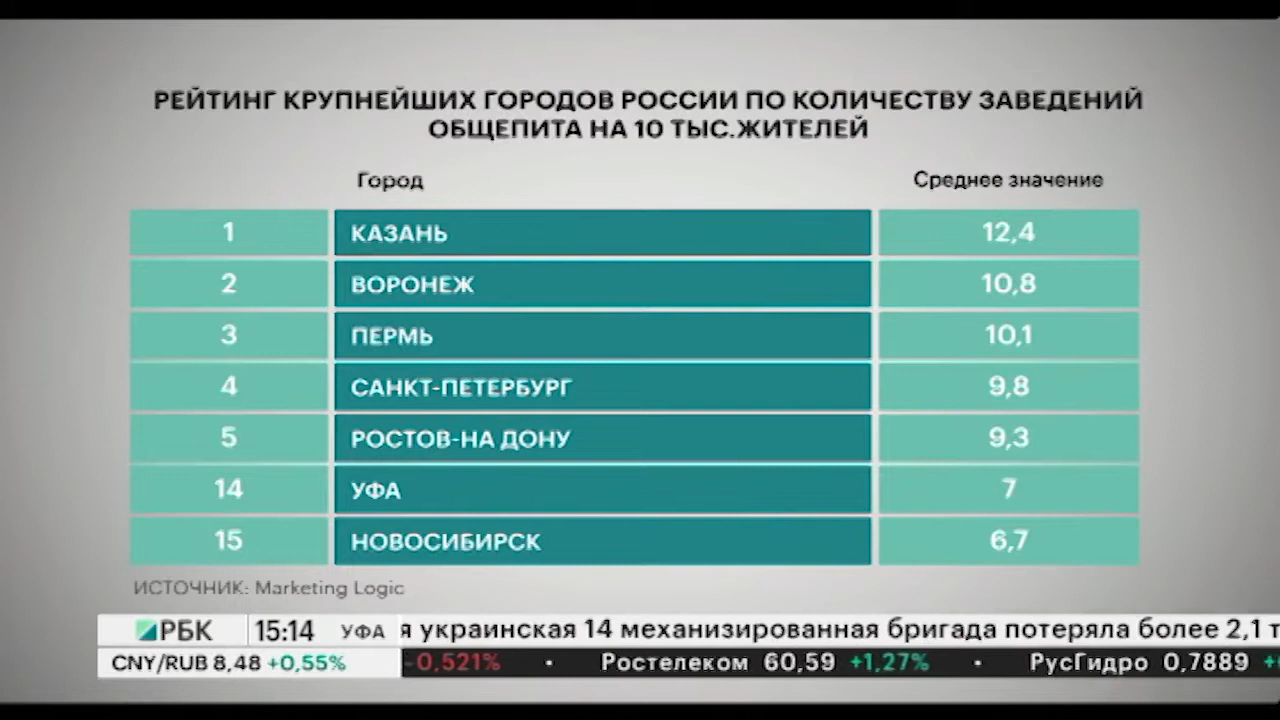 РЕЙТИНГ КРУПНЕЙШИХ ГОРОДОВ РОССИИ ПО КОЛИЧЕСТВУ ЗАВЕДЕНИЙ
ОБЩЕПИТА НА 10 ТЫС.ЖИТЕЛЕЙ
Город Среднее значение
1 КАЗАНЬ 12,4
2 ВОРОНЕЖ 10,8
3 ПЕРМЬ 10,1
4 САНКТ-ПЕТЕРБУРГ 9,8
5 РОСТОВ-НА ДОНУ 9,3
14 УФА 7
15 НОВОСИБИРСК 6,7
ИСТОЧНИК: Marketing Logic
РБК 15:14 УФА я украинская 14 механизированная бригада потеряла более 2,1 т
CNY/RUB 8,48 +0,55% -0,521% · Ростелеком 60,59 +1,27% · РусГидро 0,7889